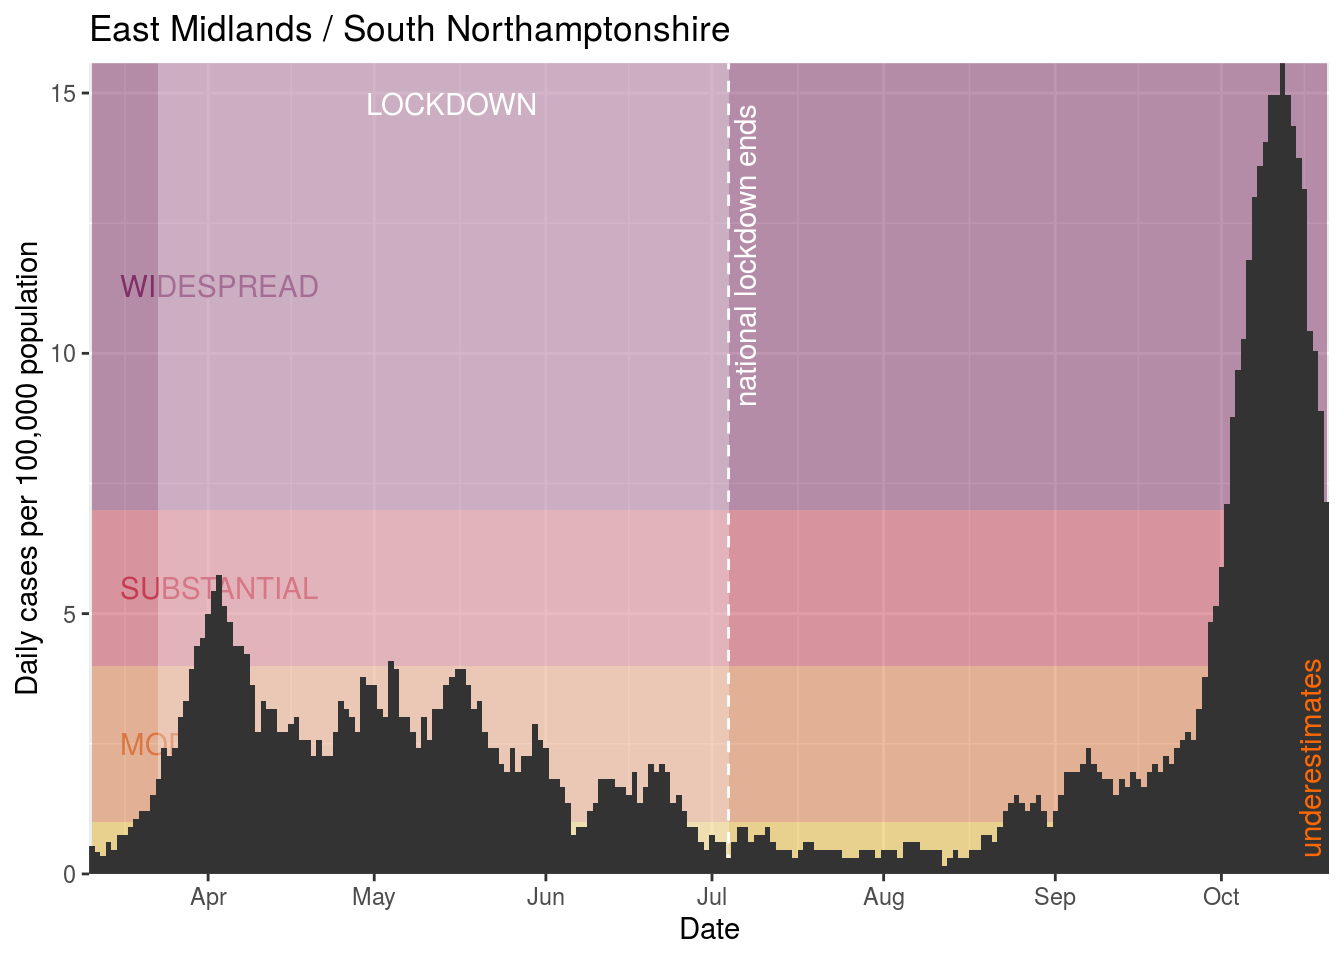 East Midlands / South Northamptonshire
Daily cases per 100,000 population
15
10
5
0
LOCKDOWN
national lockdown ends
WIDESPREAD
SUBSTANTIAL
underestimates
Apr
May
Jun
Jul
Aug
Sep
Oct
Date